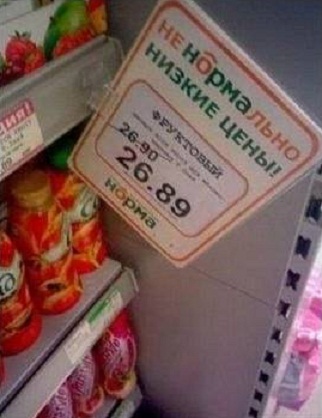 НЕ НОРМАЛЬНО
НИЗКИЕ ЦЕНЫ!
ФРУКТОВЫЙ
26.90
26.89
норма